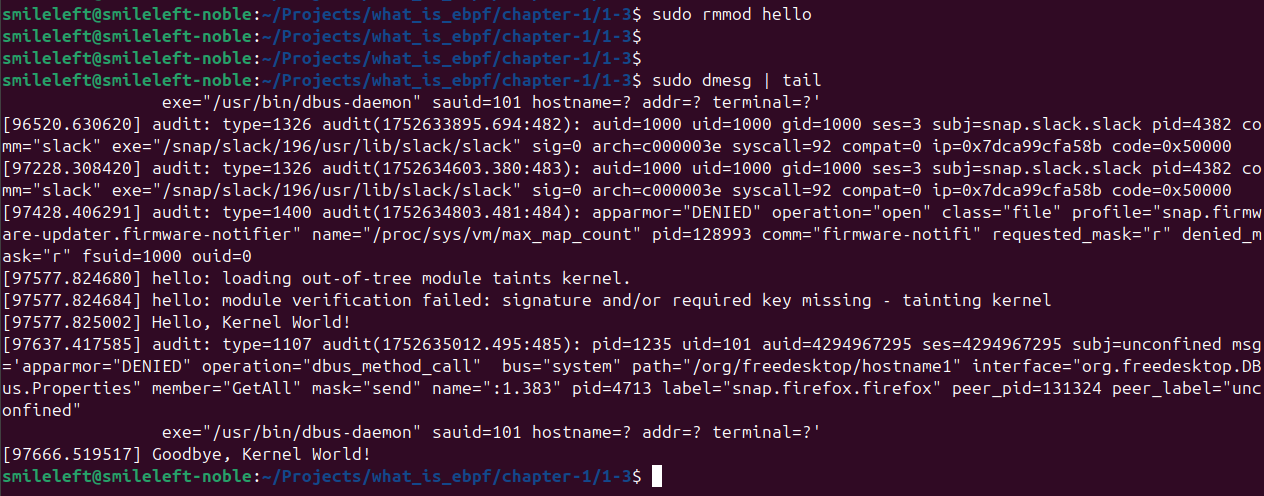 smileleft@smileleft-noble:~/Projects/what_is_ebpf/chapter-1/1-3$ sudo rmmod hello
smileleft@smileleft-noble:~/Projects/what_is_ebpf/chapter-1/1-3$
smileleft@smileleft-noble:~/Projects/what_is_ebpf/chapter-1/1-3$
smileleft@smileleft-noble:~/Projects/what_is_ebpf/chapter-1/1-3$ sudo dmesg | tail
               exe="/usr/bin/dbus-daemon" sauid=101 hostname=? addr=? terminal=?'
[96520.630620] audit: type=1326 audit(1752633895.694:482): auid=1000 uid=1000 gid=1000 ses=3 subj=snap.slack.slack pid=4382 co
mm="slack" exe="/snap/slack/196/usr/lib/slack/slack" sig=0 arch=c000003e syscall=92 compat=0 ip=0x7dca99cfa58b code=0x50000
[97228.308420] audit: type=1326 audit(1752634603.380:483): auid=1000 uid=1000 gid=1000 ses=3 subj=snap.slack.slack pid=4382 co
mm="slack" exe="/snap/slack/196/usr/lib/slack/slack" sig=0 arch=c000003e syscall=92 compat=0 ip=0x7dca99cfa58b code=0x50000
[97428.406291] audit: type=1400 audit(1752634803.481:484): apparmor="DENIED" operation="open" class="file" profile="snap.firmw
are-updater.firmware-notifier" name="/proc/sys/vm/max_map_count" pid=128993 comm="firmware-notifi" requested_mask="r" denied_m
ask="r" fsuid=1000 ouid=0
[97577.824680] hello: loading out-of-tree module taints kernel.
[97577.824684] hello: module verification failed: signature and/or required key missing - tainting kernel
[97577.825002] Hello, Kernel World!
[97637.417585] audit: type=1107 audit(1752635012.495:485): pid=1235 uid=101 auid=4294967295 ses=4294967295 subj=unconfined msg
='apparmor="DENIED" operation="dbus_method_call"  bus="system" path="/org/freedesktop/hostname1" interface="org.freedesktop.DB
us.Properties" member="GetAll" mask="send" name=":1.383" pid=4713 label="snap.firefox.firefox" peer_pid=131324 peer_label="unc
onfined"
               exe="/usr/bin/dbus-daemon" sauid=101 hostname=? addr=? terminal=?'
[97666.519517] Goodbye, Kernel World!
smileleft@smileleft-noble:~/Projects/what_is_ebpf/chapter-1/1-3$